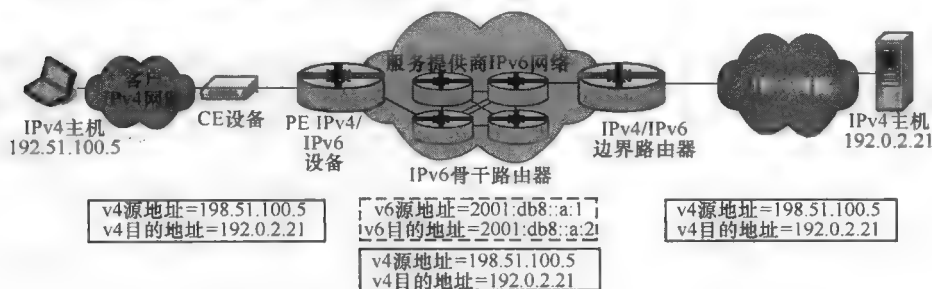 服务提供商IPv6网络
客户
IPv4网络
CE设备
IPv4主机
192.51.100.5
PE IPv4/
IPv6
设备
IPv6骨干路由器
IPv4/IPv6
边界路由器
IPv4主机
192.0.2.21
v4源地址=198.51.100.5
v4目的地址=192.0.2.21
v6源地址=2001:db8::a:1
v6目的地址=2001:db8::a:2
v4源地址=198.51.100.5
v4目的地址=192.0.2.21
v4源地址=198.51.100.5
v4目的地址=192.0.2.21